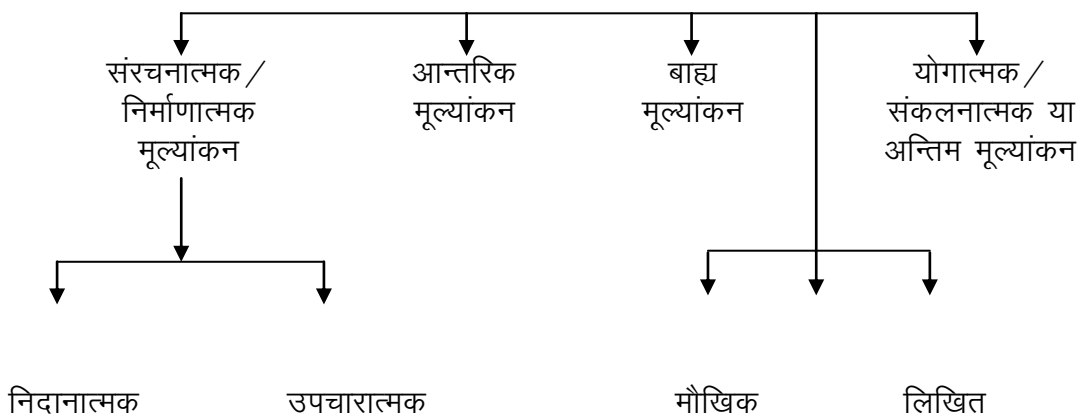 संरचनात्मक/ आन्तरिक बाह्य योगात्मक/
निर्माणात्मक मूल्यांकन मूल्यांकन संकलनात्मक या
मूल्यांकन अन्तिम मूल्यांकन
निदानात्मक उपचारात्मक मौखिक लिखित